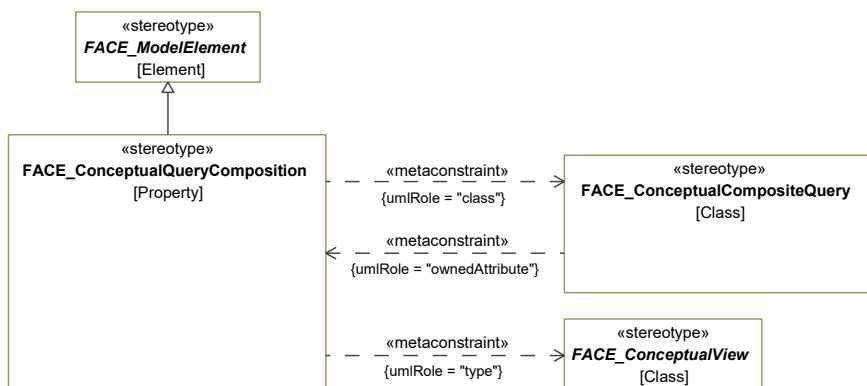 «stereotype»
FACE_ModelElement
[Element]
«stereotype»
FACE_ConceptualQueryComposition
[Property]
«metaconstraint»
{umlRole = "class"}
«stereotype»
FACE_ConceptualCompositeQuery
[Class]
«metaconstraint»
{umlRole = "ownedAttribute"}
«metaconstraint»
{umlRole = "type"}
«stereotype»
FACE_ConceptualView
[Class]